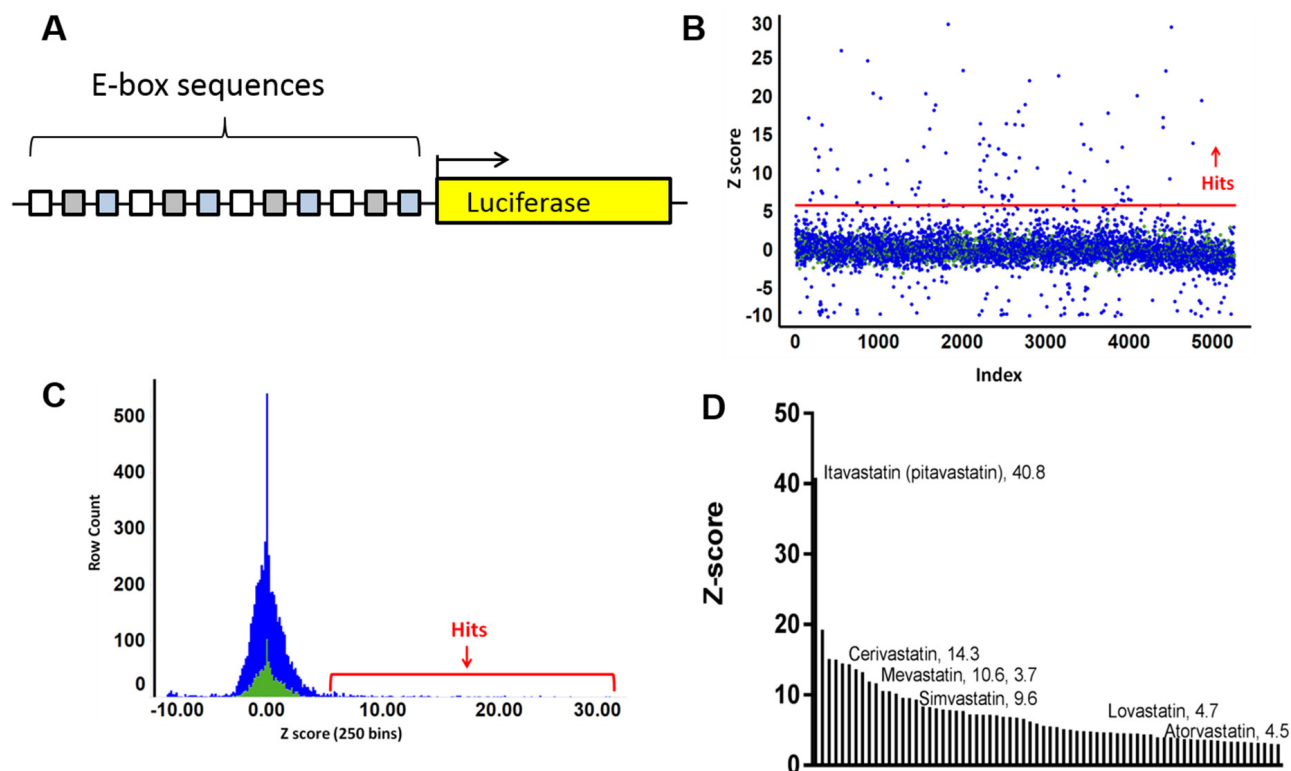 A
E-box sequences
Luciferase
B
Z score
30
25
20
15
10
5
0
-5
-10
Hits
0 1000 2000 3000 4000 5000
Index
C
Row Count
500
400
300
200
100
0
Hits
-10.00 0.00 10.00 20.00 30.00
Z score (250 bins)
D
Z-score
50
40
30
20
10
0
Itavastatin (pitavastatin), 40.8
Cerivastatin, 14.3
Mevastatin, 10.6, 3.7
Simvastatin, 9.6
Lovastatin, 4.7
Atorvastatin, 4.5